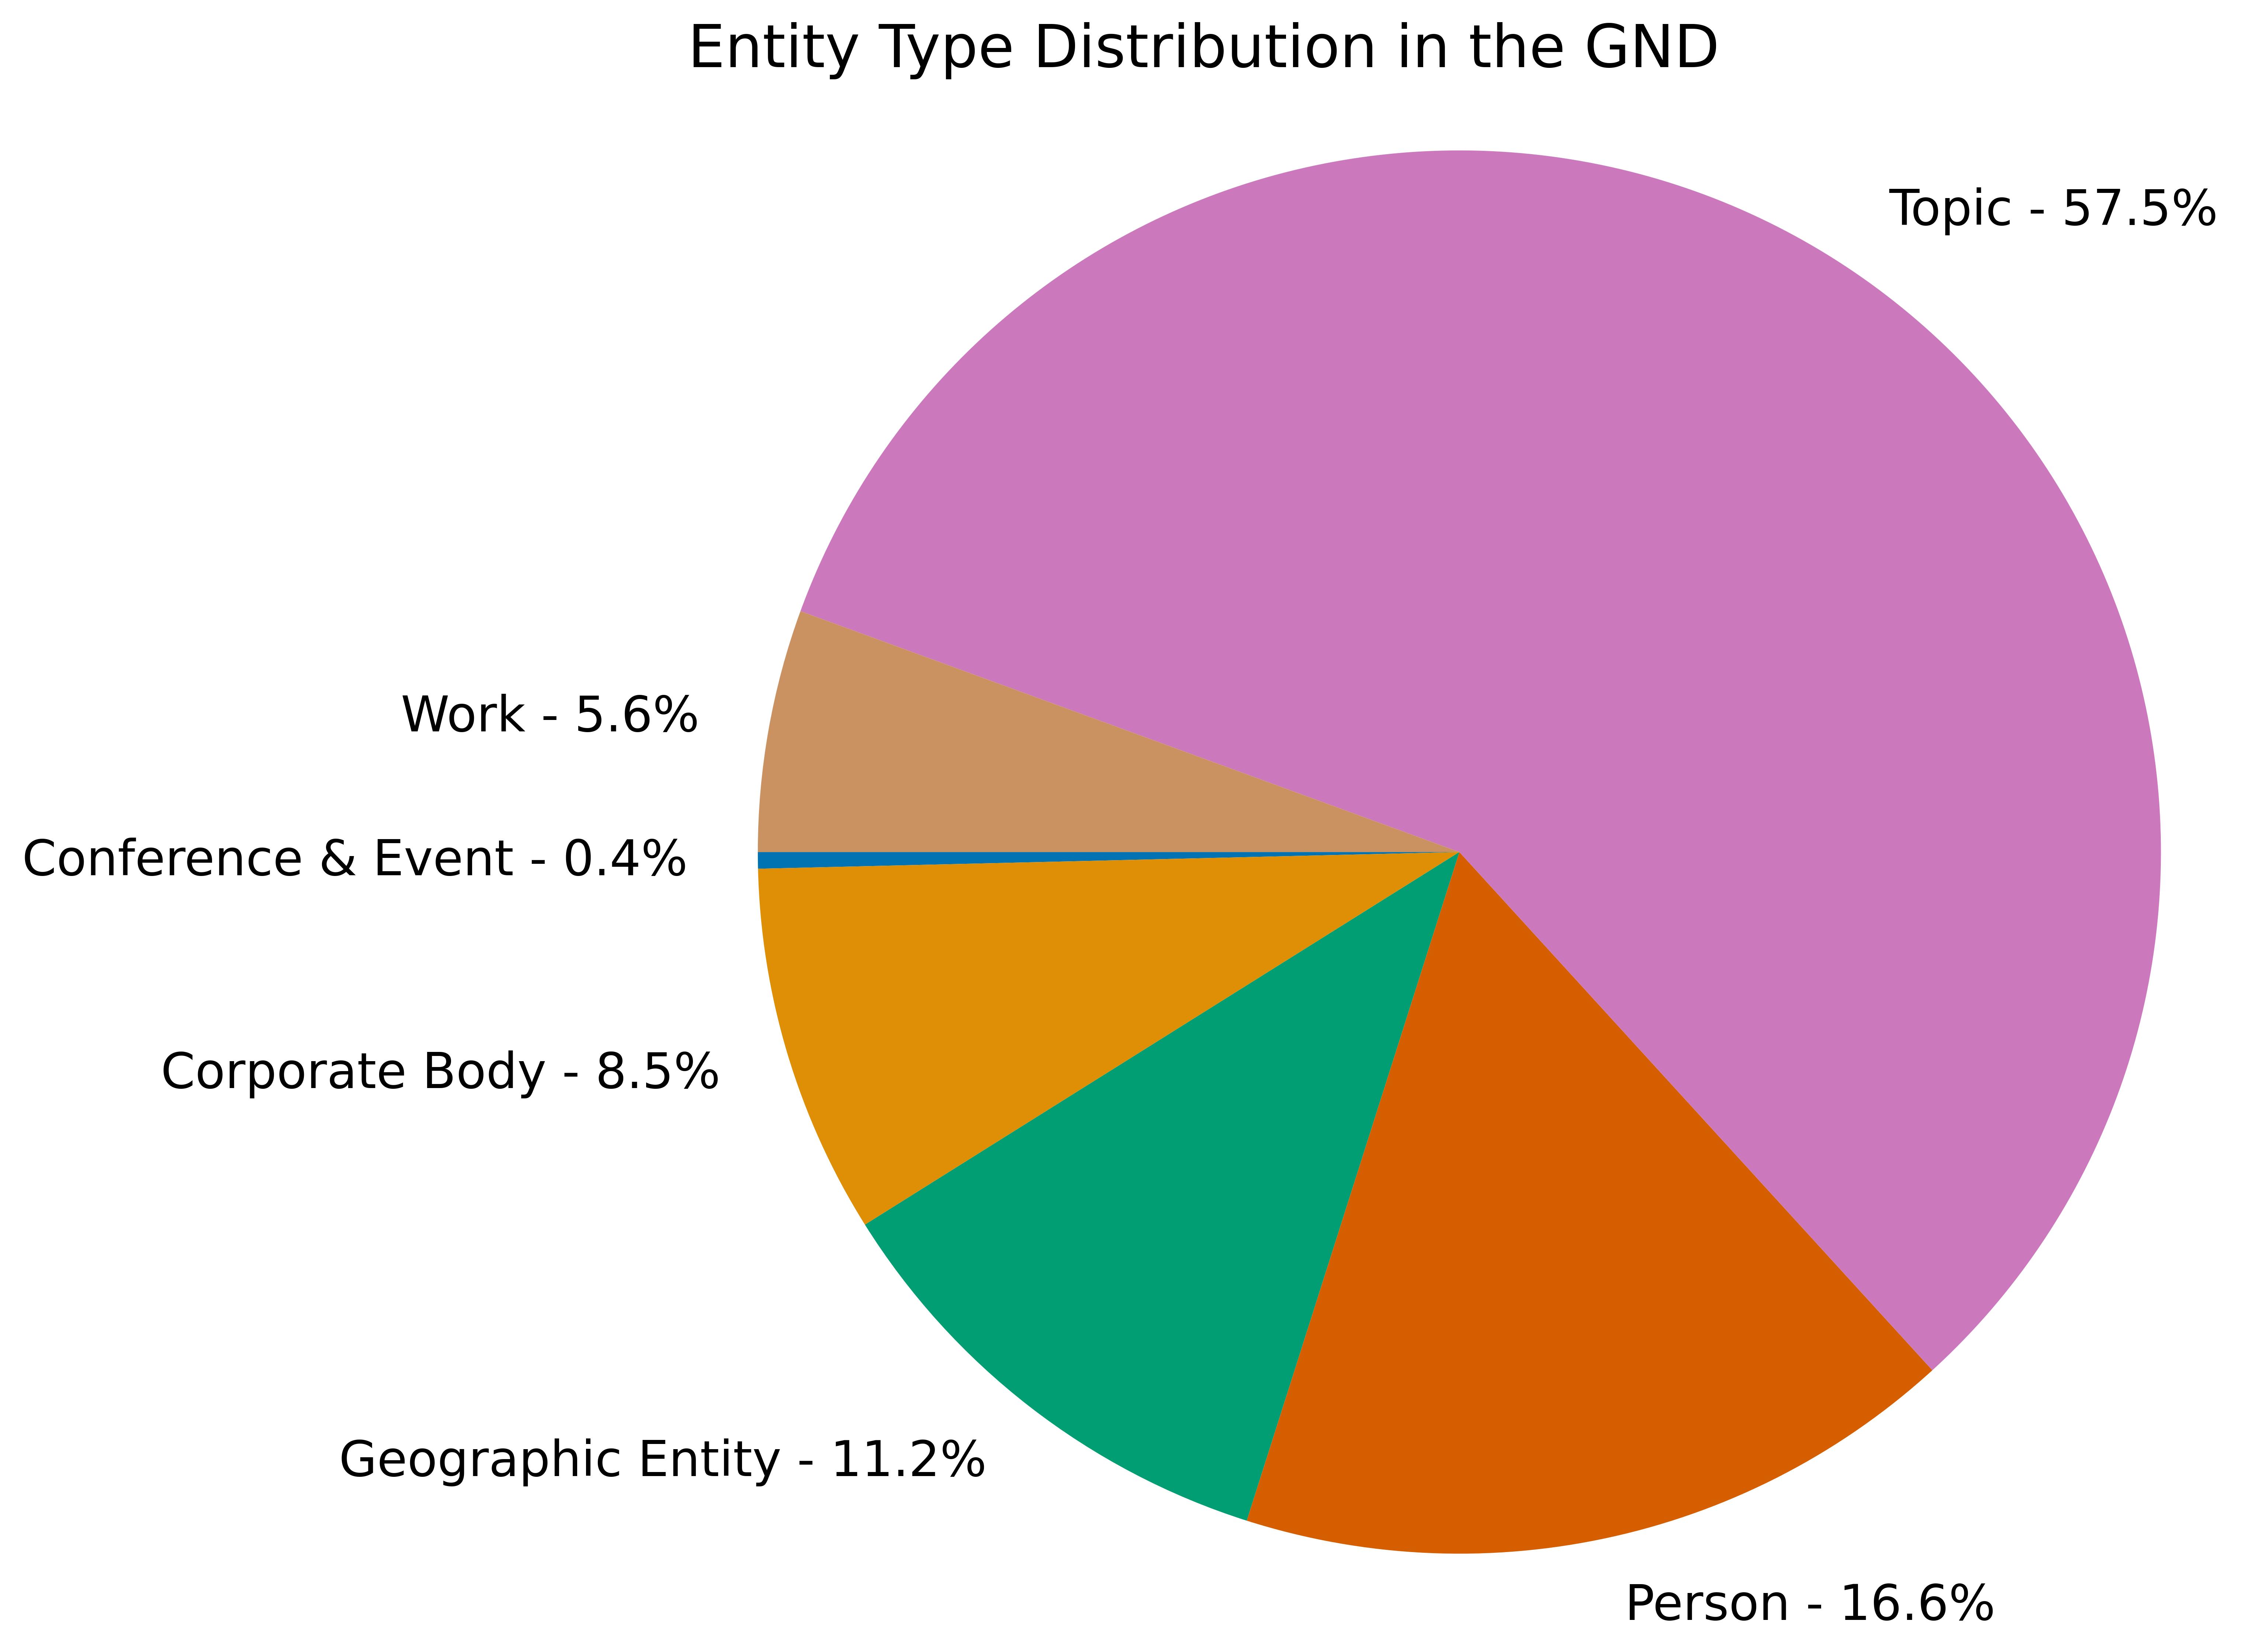 Entity Type Distribution in the GND
Topic - 57.5%
Work - 5.6%
Conference & Event - 0.4%
Corporate Body - 8.5%
Geographic Entity - 11.2%
Person - 16.6%